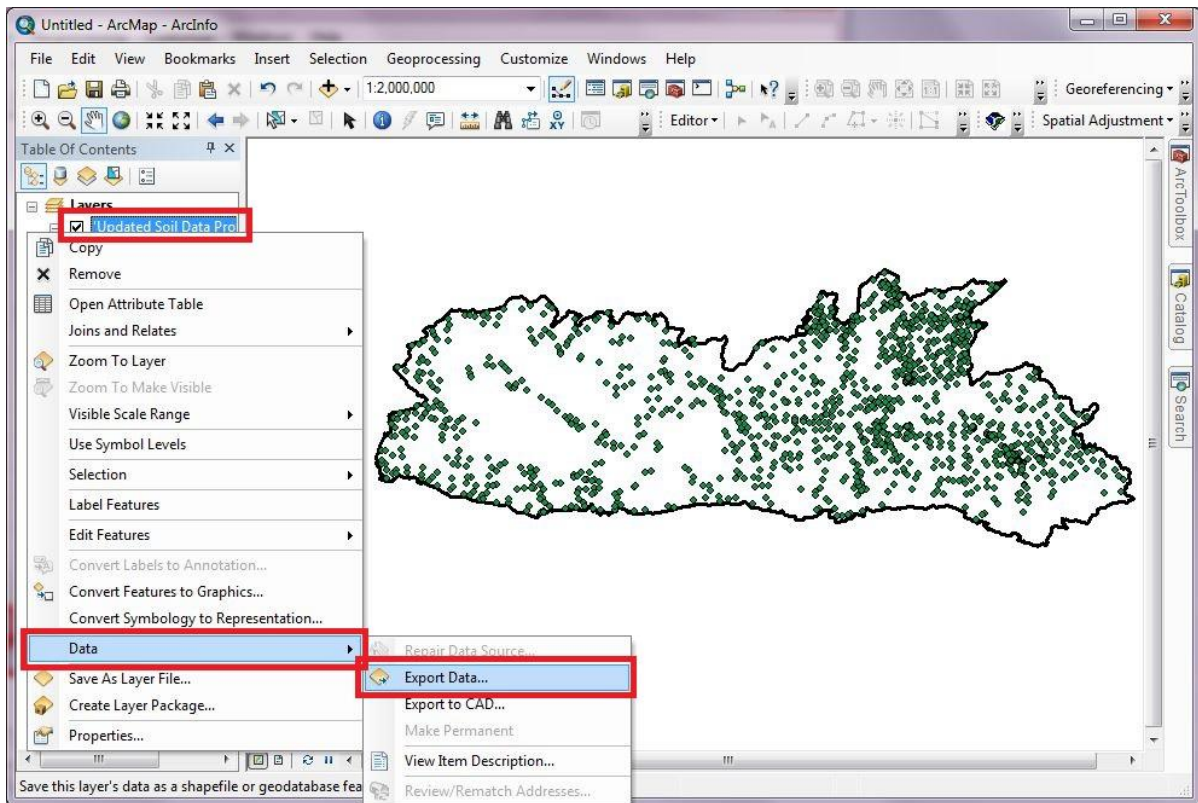 Untitled - ArcMap - ArcInfo
File Edit View Bookmarks Insert Selection Geoprocessing Customize Windows Help
1:2,000,000
Georeferencing
Editor
Spatial Adjustment
Table Of Contents
Layers
'Updated Soil Data Pro
Copy
Remove
Open Attribute Table
Joins and Relates
Zoom To Layer
Zoom To Make Visible
Visible Scale Range
Use Symbol Levels
Selection
Label Features
Edit Features
Convert Labels to Annotation...
Convert Features to Graphics...
Convert Symbology to Representation...
Data
Save As Layer File...
Create Layer Package...
Properties...
Repair Data Source...
Export Data...
Export to CAD...
Make Permanent
View Item Description...
Review/Rematch Addresses...
ArcToolbox
Catalog
Search
Save this layer's data as a shapefile or geodatabase fea